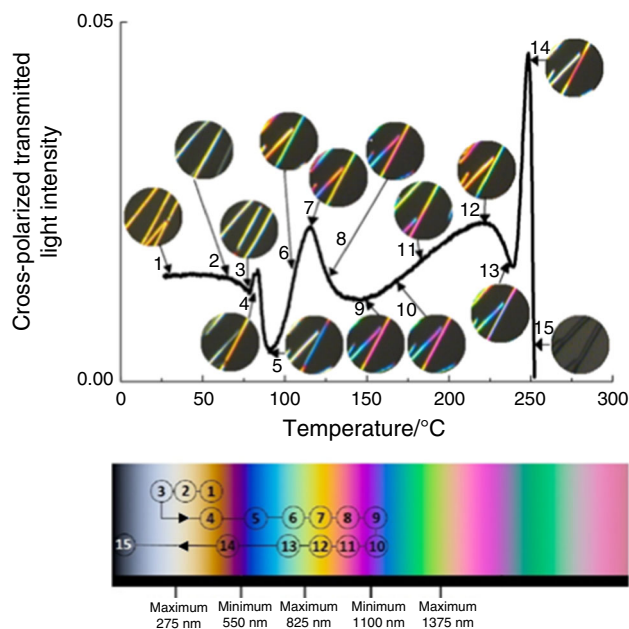 0.05
Cross-polarized transmitted
light intensity
0.00
1
2
3
4
5
6
7
8
9
10
11
12
13
14
15
0
50
100
150
200
250
300
Temperature/°C
3 2 1
4 5 6 7 8 9
15 14 13 12 11 10
Maximum
275 nm
Minimum
550 nm
Maximum
825 nm
Minimum
1100 nm
Maximum
1375 nm